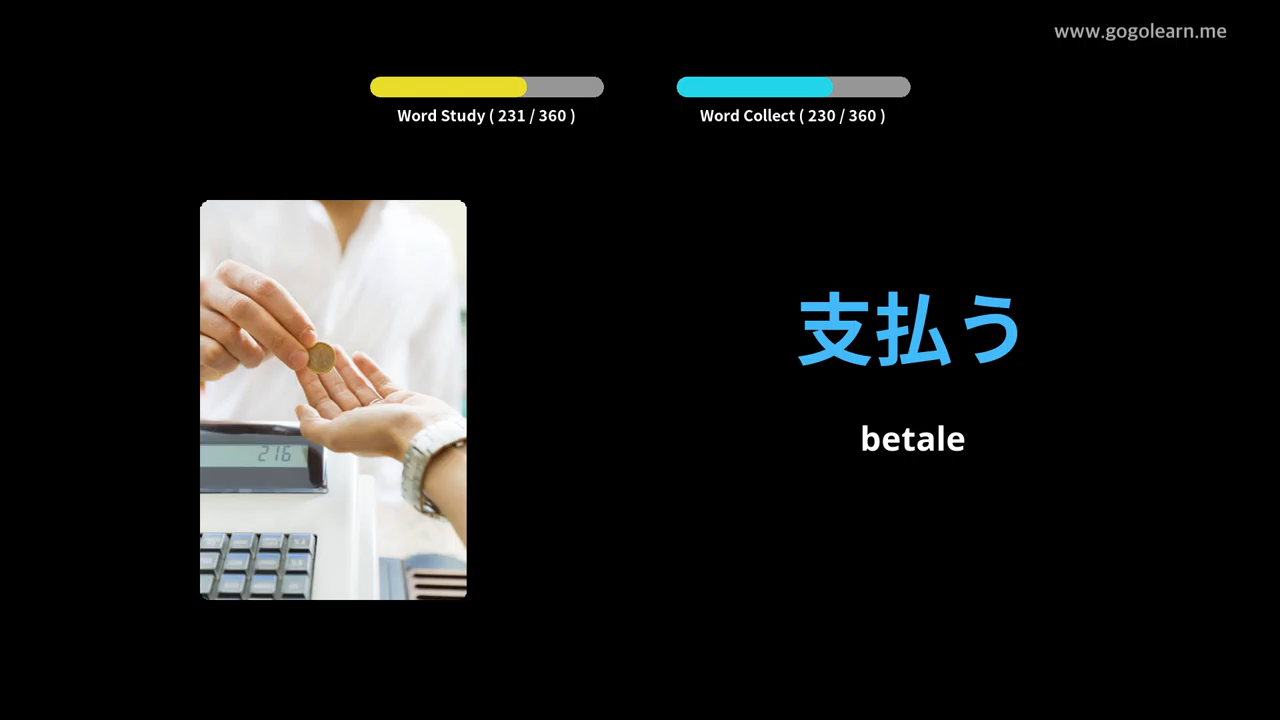 www.gogolearn.me
Word Study ( 231 / 360 )
Word Collect ( 230 / 360 )
支払う
betale
216